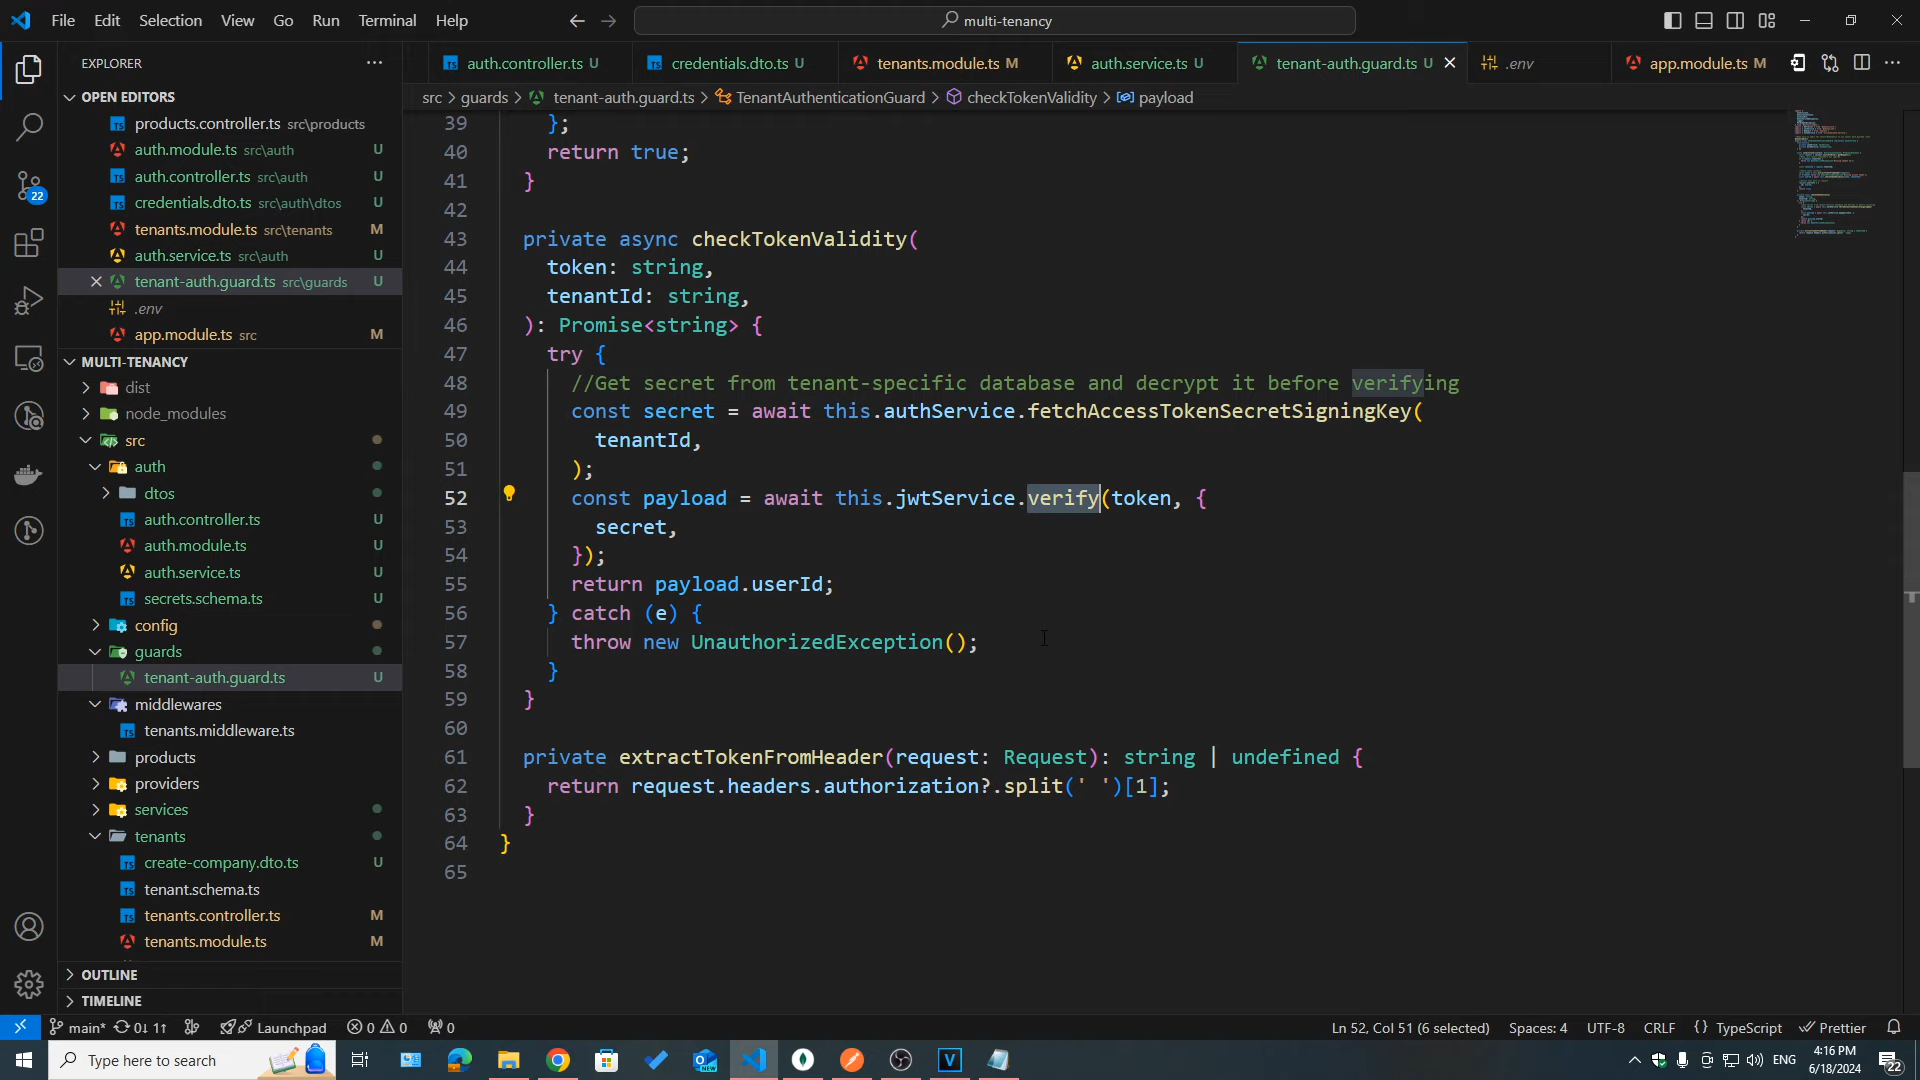 File Edit Selection View Go Run Terminal Help
multi-tenancy
EXPLORER
auth.controller.ts U
credentials.dto.ts U
tenants.module.ts M
auth.service.ts U
tenant-auth.guard.ts U
.env
app.module.ts M
src > guards > tenant-auth.guard.ts > TenantAuthenticationGuard > checkTokenValidity > payload
OPEN EDITORS
products.controller.ts src\products
auth.module.ts src\auth U
auth.controller.ts src\auth U
credentials.dto.ts src\auth\dtos U
tenants.module.ts src\tenants M
auth.service.ts src\auth U
tenant-auth.guard.ts src\guards U
.env
app.module.ts src M
MULTI-TENANCY
dist
node_modules
src
auth
dtos
auth.controller.ts U
auth.module.ts U
auth.service.ts U
secrets.schema.ts U
config
guards
tenant-auth.guard.ts U
middlewares
tenants.middleware.ts
products
providers
services
tenants
create-company.dto.ts U
tenant.schema.ts
tenants.controller.ts M
tenants.module.ts M
OUTLINE
TIMELINE
22
39 };
40 return true;
41 }
42
43 private async checkTokenValidity(
44 token: string,
45 tenantId: string,
46 ): Promise<string> {
47 try {
48 //Get secret from tenant-specific database and decrypt it before verifying
49 const secret = await this.authService.fetchAccessTokenSecretSigningKey(
50 tenantId,
51 );
52 const payload = await this.jwtService.verify(token, {
53 secret,
54 });
55 return payload.userId;
56 } catch (e) {
57 throw new UnauthorizedException();
58 }
59 }
60
61 private extractTokenFromHeader(request: Request): string | undefined {
62 return request.headers.authorization?.split(' ')[1];
63 }
64 }
65
main* 0↓ 1↑ Launchpad 0 0 0 Ln 52, Col 51 (6 selected) Spaces: 4 UTF-8 CRLF {} TypeScript Prettier
Type here to search
NEW
V
ENG
4:16 PM
6/18/2024
22